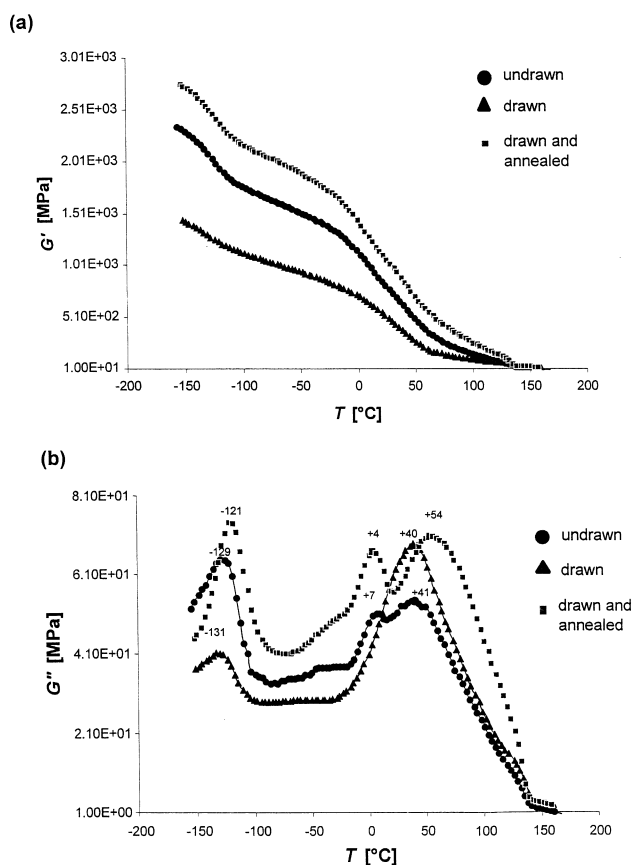 (a)
3.01E+03
2.51E+03
2.01E+03
1.51E+03
1.01E+03
5.10E+02
1.00E+01
G' [MPa]
undrawn
drawn
drawn and
annealed
-200 -150 -100 -50 0 50 100 150 200
T [°C]
(b)
8.10E+01
6.10E+01
4.10E+01
2.10E+01
1.00E+00
G" [MPa]
-121
-129
-131
+4
+7
+40
+41
+54
undrawn
drawn
drawn and
annealed
-200 -150 -100 -50 0 50 100 150 200
T [°C]